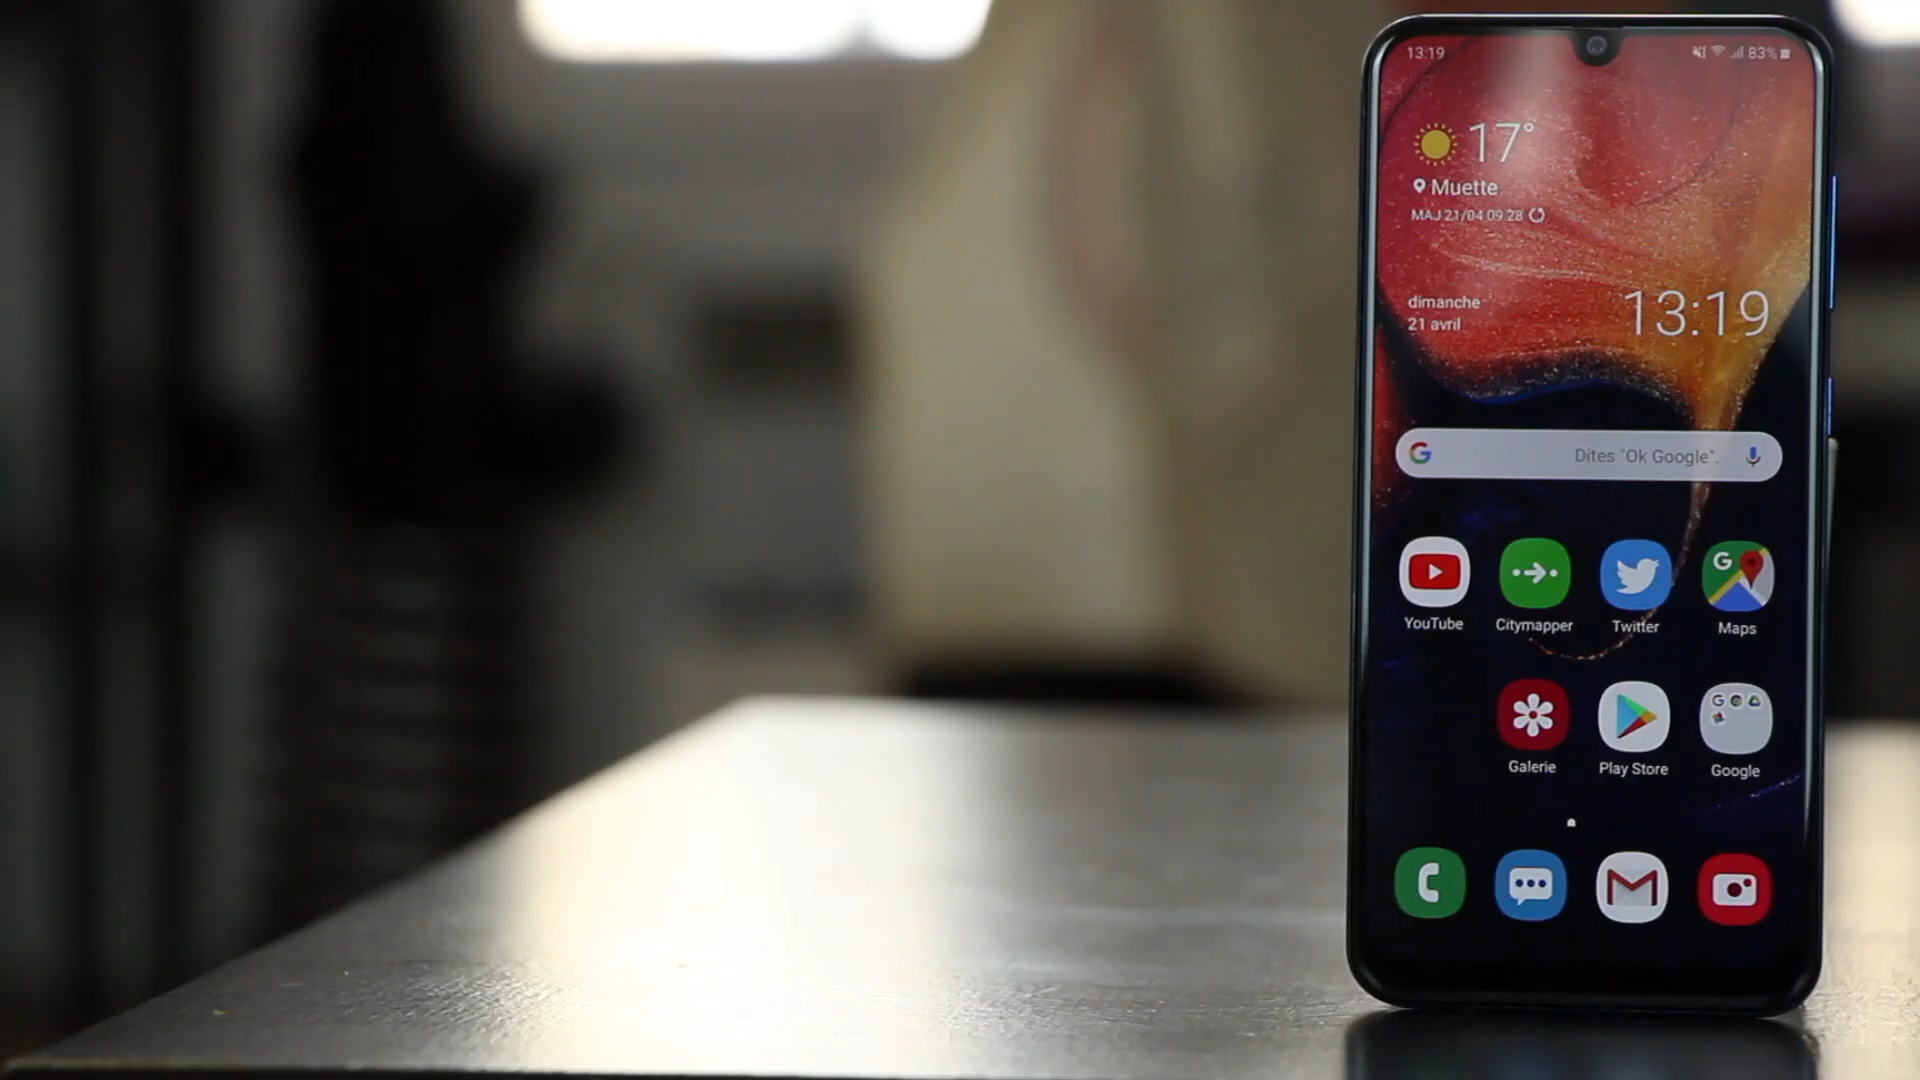 13:19
83%
17°
Muette
MAJ 21/04 09:28
dimanche
21 avril
13:19
Dites "Ok Google".
YouTube
Citymapper
Twitter
Maps
Galerie
Play Store
Google